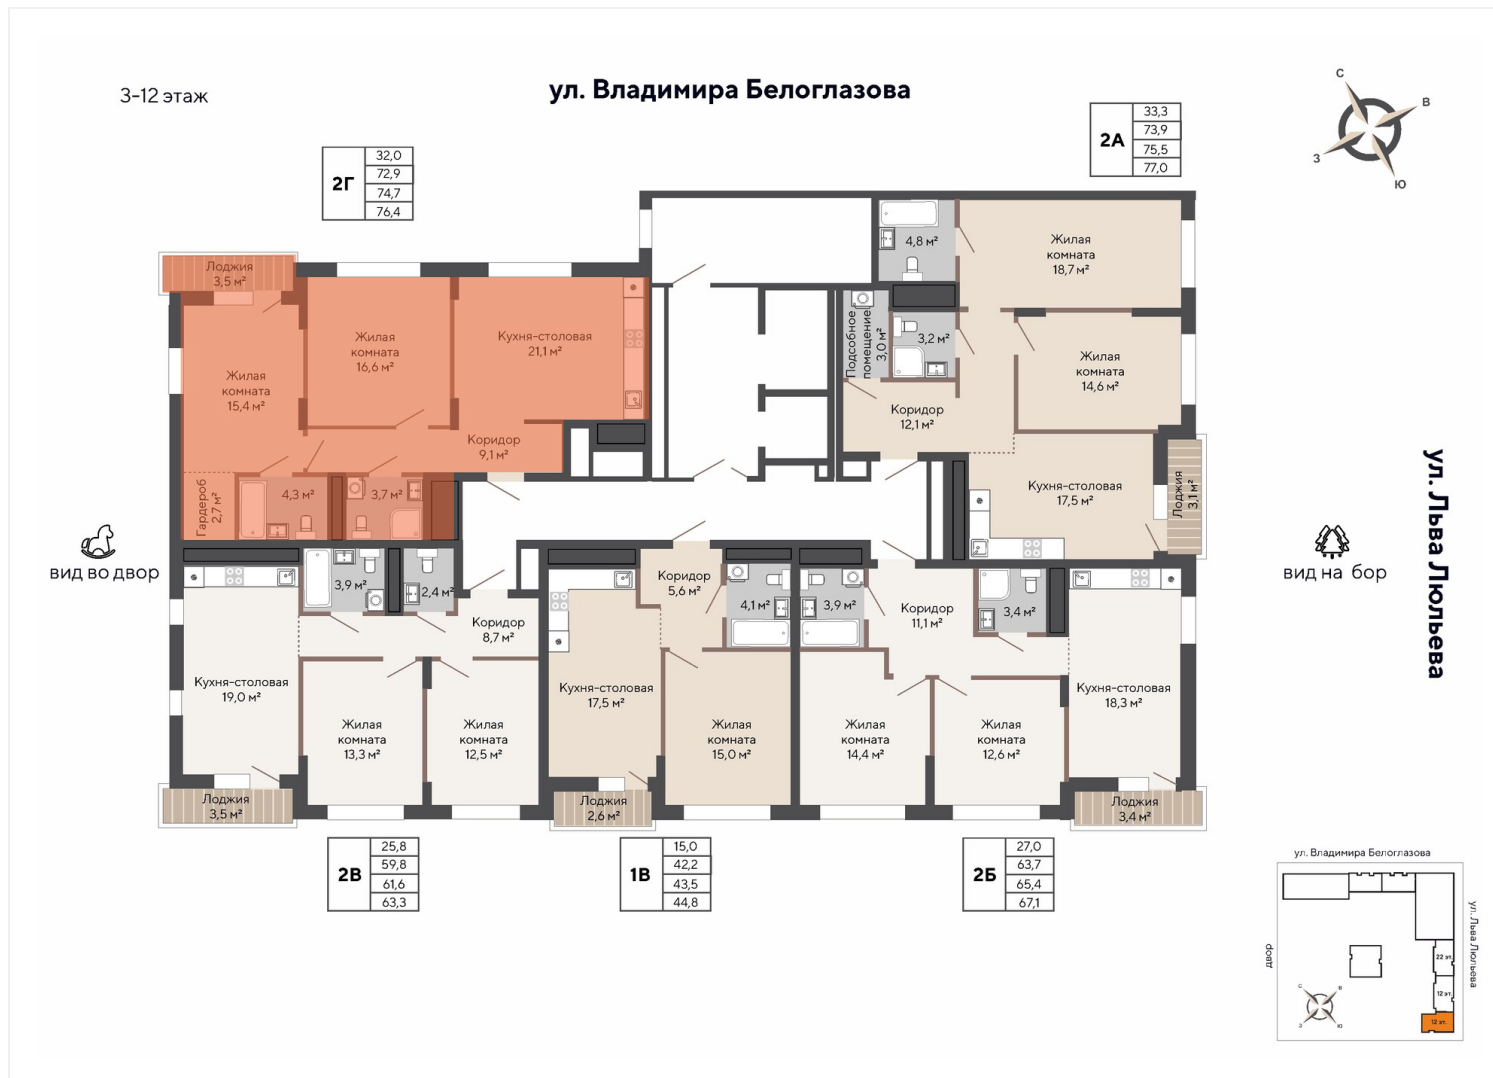 3-12 этаж
ул. Владимира Белоглазова
С
В
З
Ю
2Г
32,0
72,9
74,7
76,4
2А
33,3
73,9
75,5
77,0
Лоджия
3,5 м²
Жилая
комната
15,4 м²
Жилая
комната
16,6 м²
Кухня-столовая
21,1 м²
Коридор
9,1 м²
Гардероб
2,7 м²
4,3 м²
3,7 м²
4,8 м²
Жилая
комната
18,7 м²
Подсобное
помещение
3,0 м²
3,2 м²
Жилая
комната
14,6 м²
Коридор
12,1 м²
Кухня-столовая
17,5 м²
Лоджия
3,1 м²
ул. Льва Люльева
вид во двор
вид на бор
3,9 м²
2,4 м²
Коридор
8,7 м²
Кухня-столовая
19,0 м²
Жилая
комната
13,3 м²
Жилая
комната
12,5 м²
Лоджия
3,5 м²
Коридор
5,6 м²
4,1 м²
Кухня-столовая
17,5 м²
Жилая
комната
15,0 м²
Лоджия
2,6 м²
3,9 м²
Коридор
11,1 м²
3,4 м²
Жилая
комната
14,4 м²
Жилая
комната
12,6 м²
Кухня-столовая
18,3 м²
Лоджия
3,4 м²
2В
25,8
59,8
61,6
63,3
1В
15,0
42,2
43,5
44,8
2Б
27,0
63,7
65,4
67,1
ул. Владимира Белоглазова
ул. Льва Люльева
двор
22 эт.
12 эт.
12 эт.
С
В
З
Ю